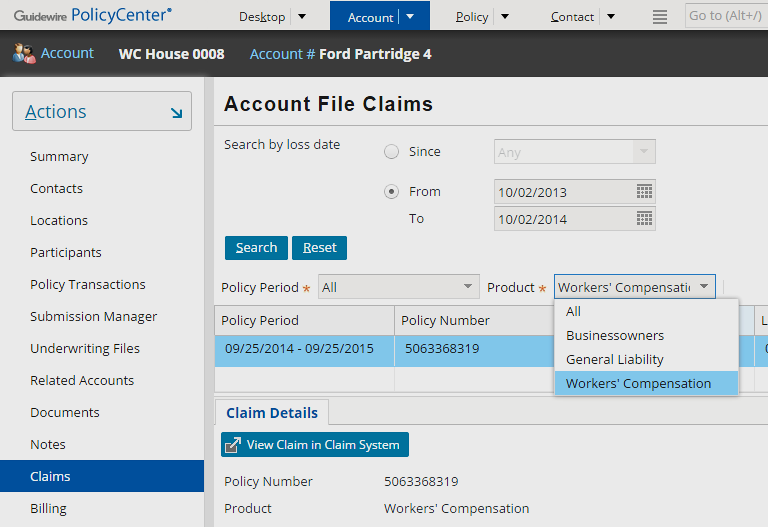 Guidewire PolicyCenter® Desktop Account Policy Contact Go to (Alt+/)
Account WC House 0008 Account # Ford Partridge 4
Actions
Summary
Contacts
Locations
Participants
Policy Transactions
Submission Manager
Underwriting Files
Related Accounts
Documents
Notes
Claims
Billing
Account File Claims
Search by loss date
Since Any
From 10/02/2013
To 10/02/2014
Search Reset
Policy Period * All Product * Workers' Compensati
All
Businessowners
General Liability
Workers' Compensation
Policy Period Policy Number L
09/25/2014 - 09/25/2015 5063368319
Claim Details
View Claim in Claim System
Policy Number 5063368319
Product Workers' Compensation